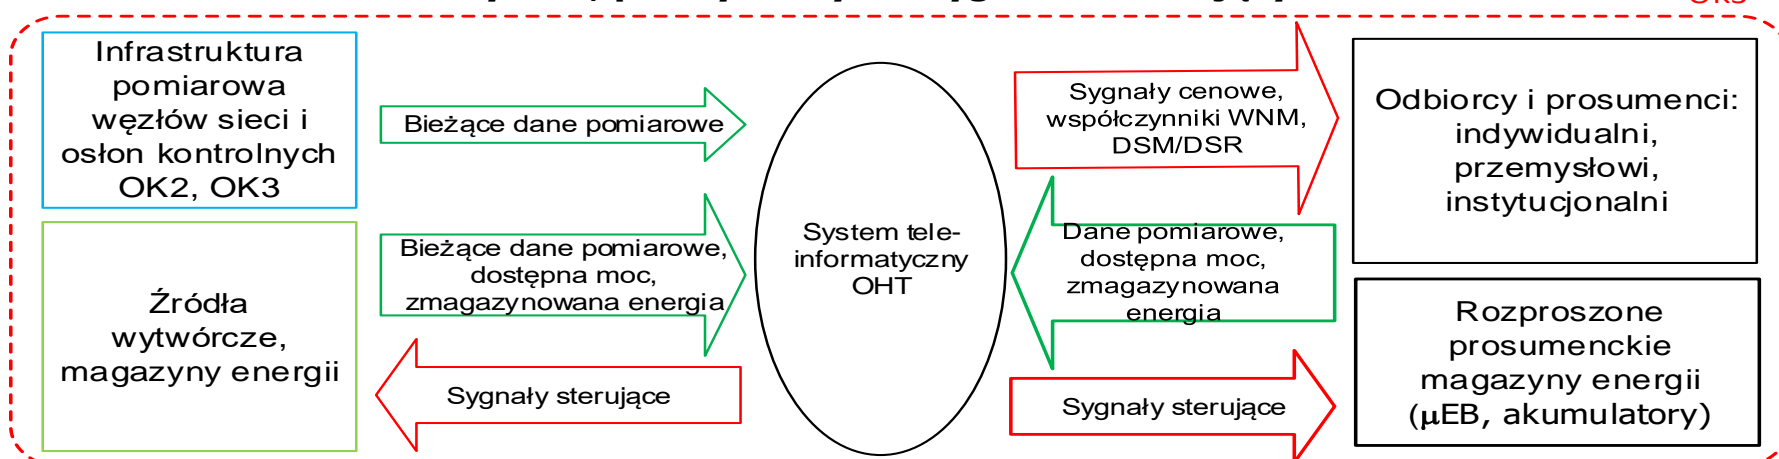 Infrastruktura
pomiarowa
węzłów sieci i
osłon kontrolnych
OK2, OK3
Bieżące dane pomiarowe
Źródła
wytwórcze,
magazyny energii
Bieżące dane pomiarowe,
dostępna moc,
zmagazynowana energia
Sygnały sterujące
System tele-
informatyczny
OHT
Sygnały cenowe,
współczynniki WNM,
DSM/DSR
Dane pomiarowe,
dostępna moc,
zmagazynowana
energia
Sygnały sterujące
Odbiorcy i prosumenci:
indywidualni,
przemysłowi,
instytucjonalni
Rozproszone
prosumenckie
magazyny energii
(μEB, akumulatory)